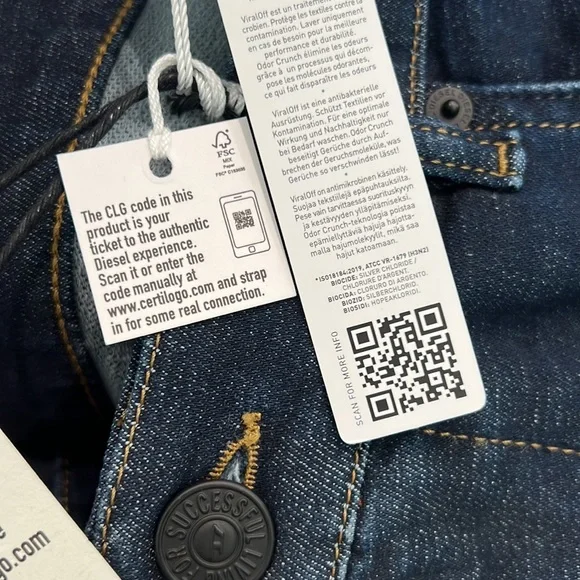 ViralOff est un traitement
crobien. Protège les textiles contre la
contamination. Laver uniquement
en cas de besoin pour la meilleure
performance et durabilité.
Odor Crunch élimine les odeurs
grâce à un processus qui décom-
pose les molécules odorantes,
ce qui fait disparaître les odeurs
ViralOff ist eine antibakterielle
Ausrüstung. Schützt Textilien vor
Kontamination. Für eine optimale
Wirkung und Nachhaltigkeit nur
bei Bedarf waschen. Odor Crunch
beseitigt Gerüche durch Auf-
brechen der Geruchsmoleküle, was
Gerüche so verschwinden lässt!
ViralOff on antimikrobinen käsittely.
Suojaa tekstiilejä epäpuhtauksilta.
Pese vain tarvittaessa suorituskyvyn
ja kestävyyden ylläpitämiseksi.
Odor Crunch-teknologia poistaa
epämiellyttäviä hajuja hajotta-
malla hajumolekyylit, mikä saa
hajut katoamaan.
*ISO18184:2019, ATCC VR-1679 [H3N2]
BIOCIDE: SILVER CHLORIDE /
CHLORURE D'ARGENT.
BIOCIDA: CLORURO DI ARGENTO.
BIOZID: SILBERCHLORID.
BIOSIDI: HOPEAKLORIDI.
SCAN FOR MORE INFO
FSC
MIX
Paper
The CLG code in this
product is your
ticket to the authentic
Diesel experience.
Scan it or enter the
code manually at
www.certilogo.com and strap
in for some real connection.
FOR SUCCESSFUL LIVING
e
logo.com